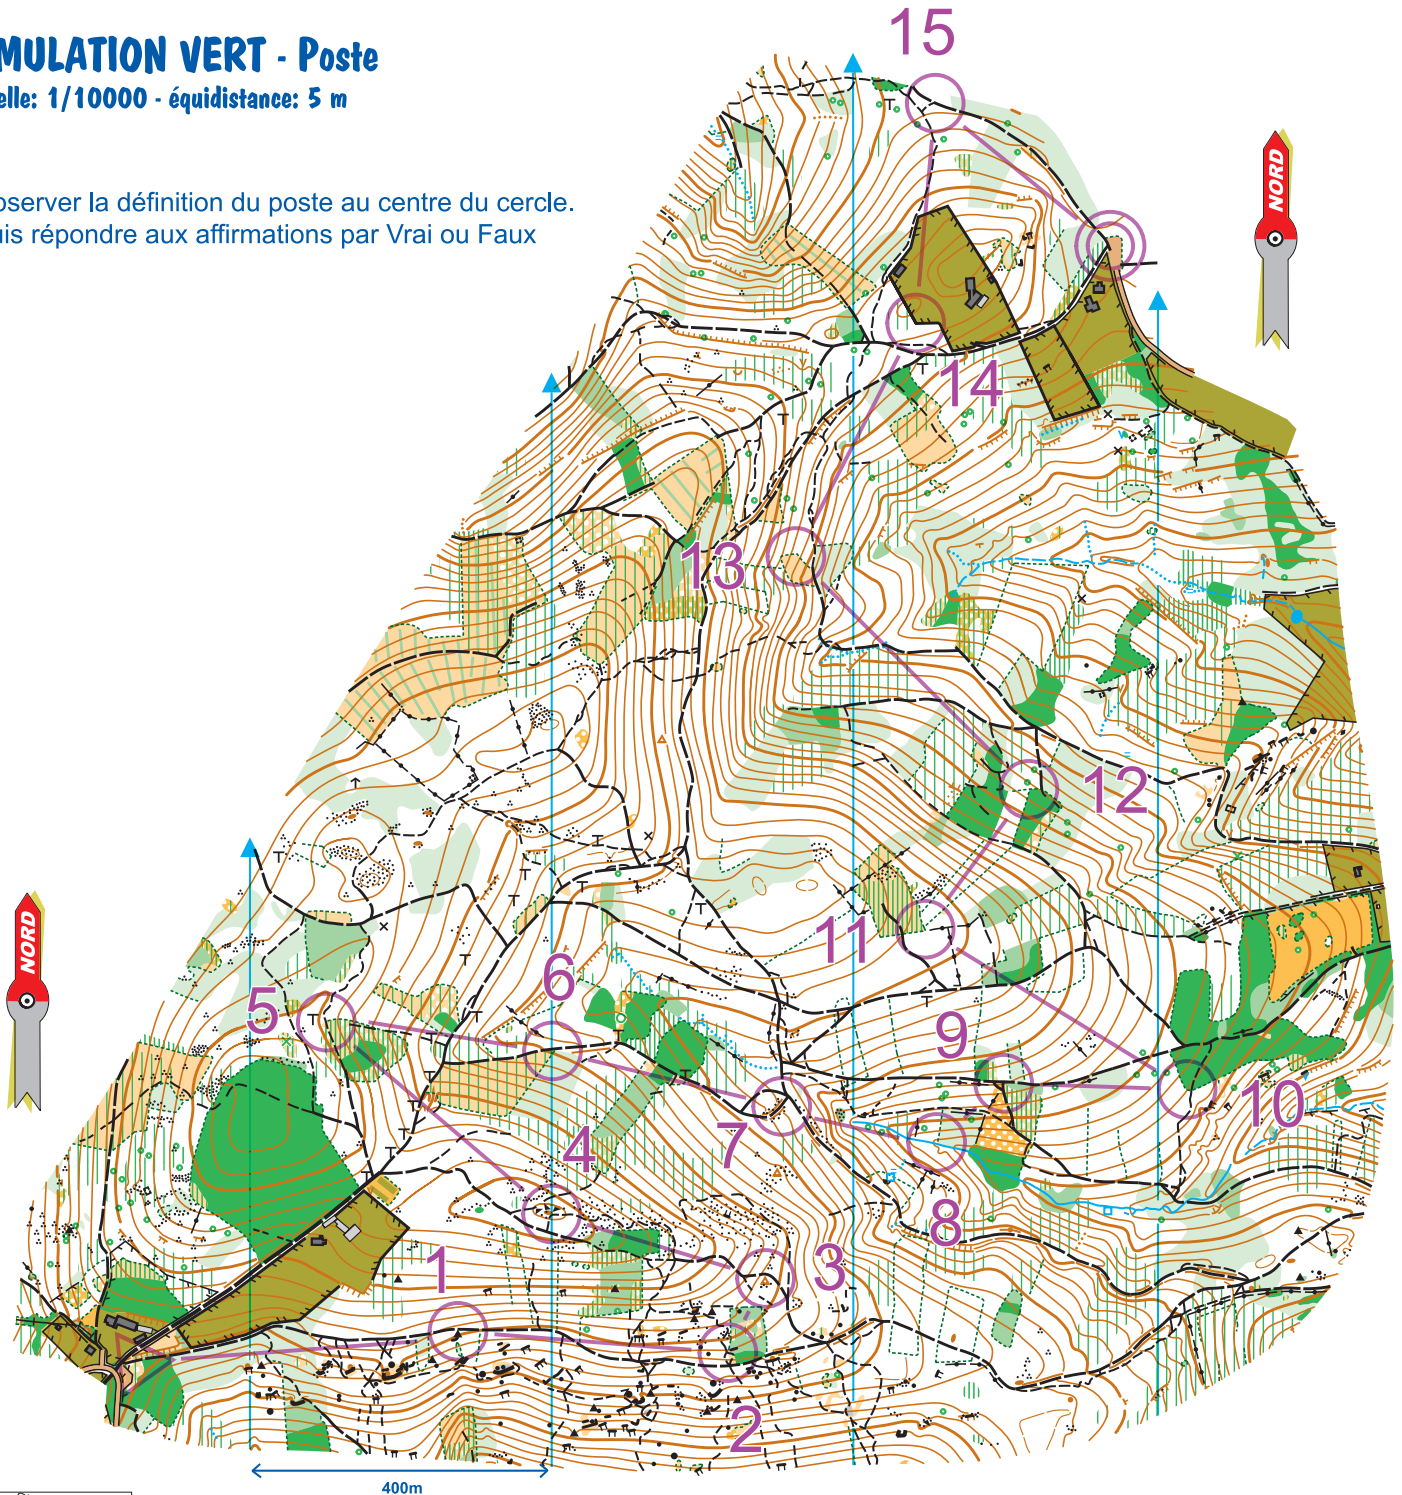 MULATION VERT - Poste
elle: 1/10000 - équidistance: 5 m
oserver la définition du poste au centre du cercle.
uis répondre aux affirmations par Vrai ou Faux
15
NORD
14
13
12
11
NORD
5
6
9
10
4
7
8
3
1
2
400m